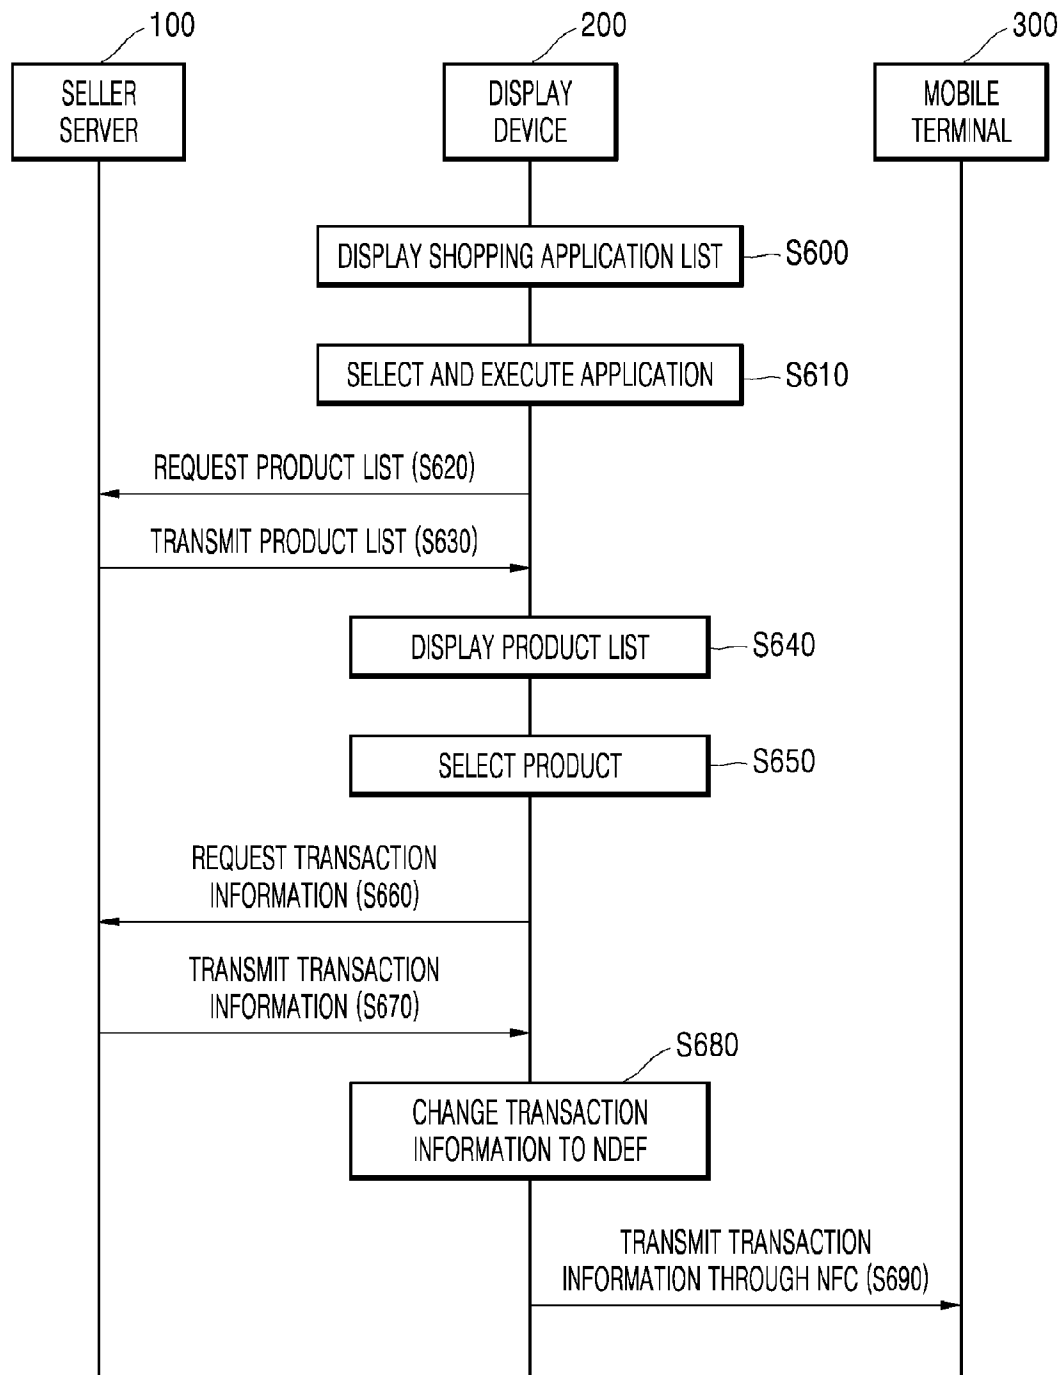 100
200
300
SELLER
SERVER
DISPLAY
DEVICE
MOBILE
TERMINAL
DISPLAY SHOPPING APPLICATION LIST
S600
SELECT AND EXECUTE APPLICATION
S610
REQUEST PRODUCT LIST (S620)
TRANSMIT PRODUCT LIST (S630)
DISPLAY PRODUCT LIST
S640
SELECT PRODUCT
S650
REQUEST TRANSACTION
INFORMATION (S660)
TRANSMIT TRANSACTION
INFORMATION (S670)
S680
CHANGE TRANSACTION
INFORMATION TO NDEF
TRANSMIT TRANSACTION
INFORMATION THROUGH NFC (S690)